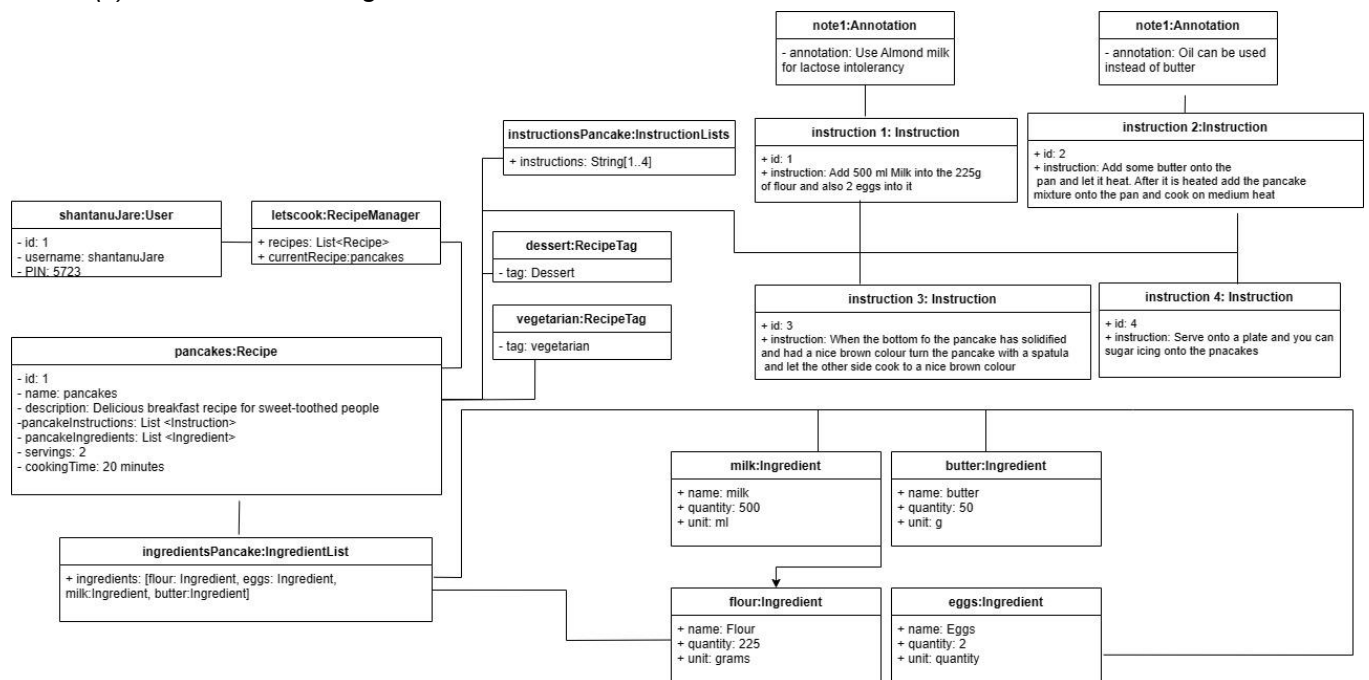 note1:Annotation
- annotation: Use Almond milk
for lactose intolerancy
note1:Annotation
- annotation: Oil can be used
instead of butter
instructionsPancake:InstructionLists
+ instructions: String[1..4]
instruction 1: Instruction
+ id: 1
+ instruction: Add 500 ml Milk into the 225g
of flour and also 2 eggs into it
instruction 2:Instruction
+ id: 2
+ instruction: Add some butter onto the
pan and let it heat. After it is heated add the pancake
mixture onto the pan and cook on medium heat
shantanuJare:User
- id: 1
- username: shantanuJare
- PIN: 5723
letscook:RecipeManager
+ recipes: List<Recipe>
+ currentRecipe:pancakes
dessert:RecipeTag
- tag: Dessert
vegetarian:RecipeTag
- tag: vegetarian
instruction 3: Instruction
+ id: 3
+ instruction: When the bottom fo the pancake has solidified
and had a nice brown colour turn the pancake with a spatula
and let the other side cook to a nice brown colour
instruction 4: Instruction
+ id: 4
+ instruction: Serve onto a plate and you can
sugar icing onto the pnacakes
pancakes:Recipe
- id: 1
- name: pancakes
- description: Delicious breakfast recipe for sweet-toothed people
-pancakeInstructions: List <Instruction>
- pancakeIngredients: List <Ingredient>
- servings: 2
- cookingTime: 20 minutes
milk:Ingredient
+ name: milk
+ quantity: 500
+ unit: ml
butter:Ingredient
+ name: butter
+ quantity: 50
+ unit: g
ingredientsPancake:IngredientList
+ ingredients: [flour: Ingredient, eggs: Ingredient,
milk:Ingredient, butter:Ingredient]
flour:Ingredient
+ name: Flour
+ quantity: 225
+ unit: grams
eggs:Ingredient
+ name: Eggs
+ quantity: 2
+ unit: quantity